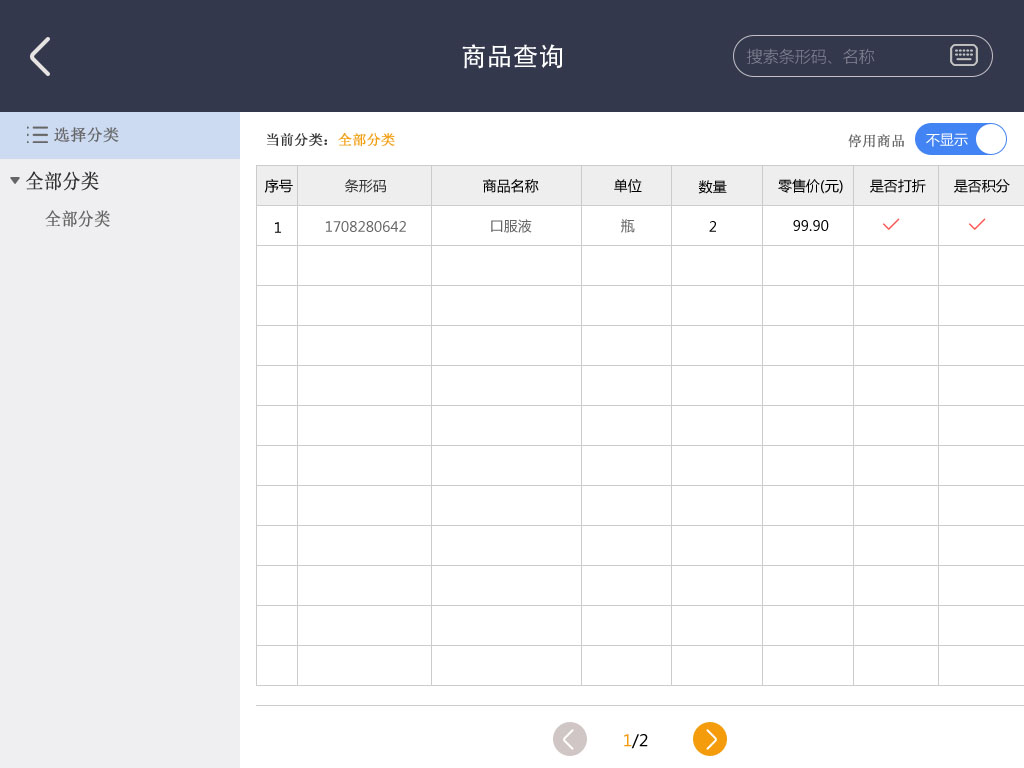 商品查询
搜索条形码、名称
选择分类
全部分类
全部分类
当前分类: 全部分类
停用商品 不显示
序号 条形码 商品名称 单位 数量 零售价(元) 是否打折 是否积分
1 1708280642 口服液 瓶 2 99.90
1/2